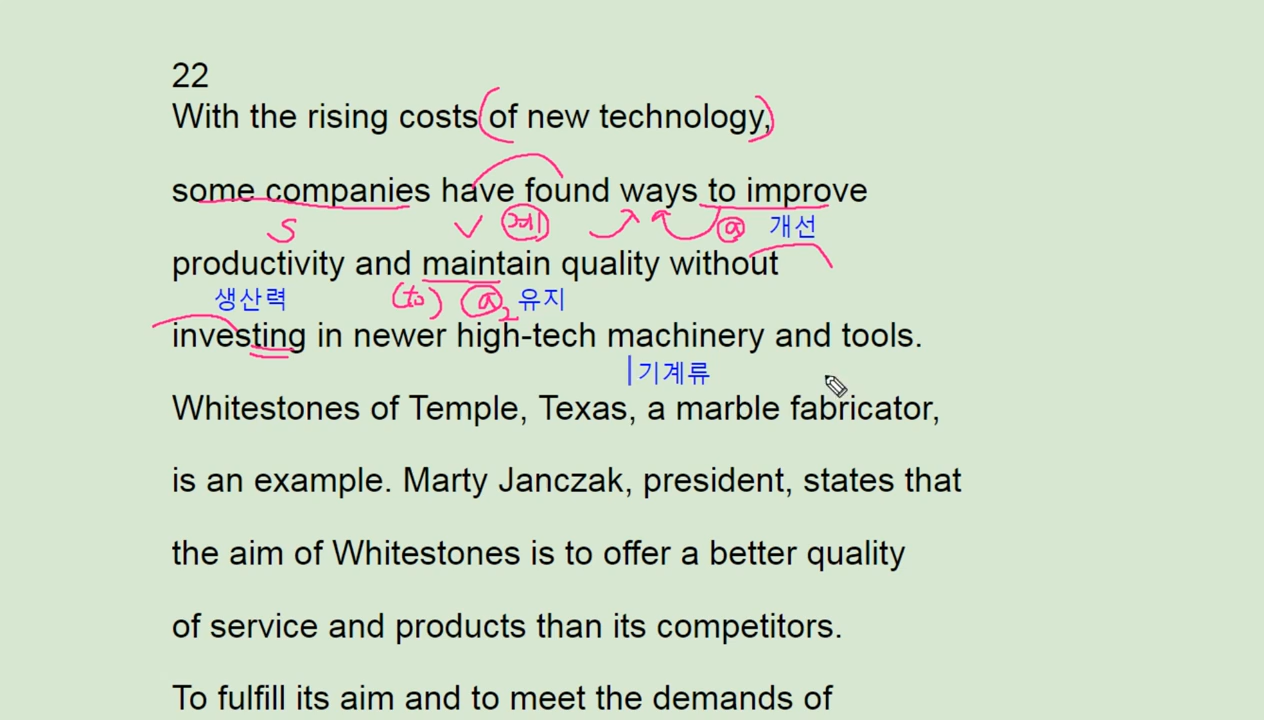 22
With the rising costs (of new technology,)
some companies have found ways to improve
S V 계 ⓐ 개선
productivity and maintain quality without
생산력 (to) ⓐ2 유지
investing in newer high-tech machinery and tools.
기계류
Whitestones of Temple, Texas, a marble fabricator,
is an example. Marty Janczak, president, states that
the aim of Whitestones is to offer a better quality
of service and products than its competitors.
To fulfill its aim and to meet the demands of